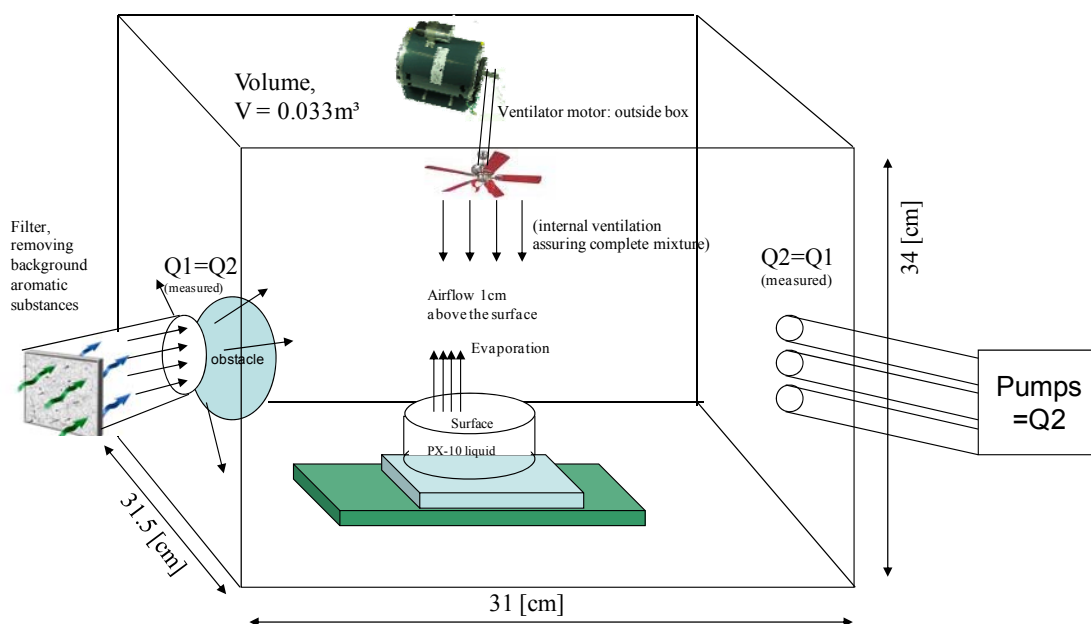 Volume,
V = 0.033m³
Ventilator motor: outside box
Filter,
removing
background
aromatic
substances
Q1=Q2
(measured)
obstacle
(internal ventilation
assuring complete mixture)
Airflow 1cm
above the surface
Evaporation
Surface
PX-10 liquid
Q2=Q1
(measured)
34 [cm]
Pumps
=Q2
31.5 [cm]
31 [cm]